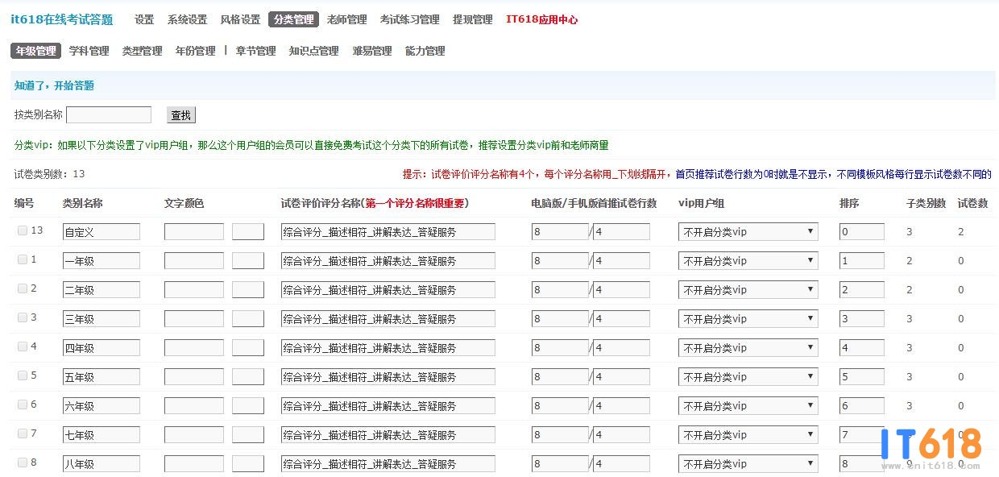 it618在线考试答题 设置 系统设置 风格设置 分类管理 老师管理 考试练习管理 提现管理 IT618应用中心
年级管理 学科管理 类型管理 年份管理 | 章节管理 知识点管理 难易管理 能力管理
知道了，开始答题
按类别名称 查找
分类vip：如果以下分类设置了vip用户组，那么这个用户组的会员可以直接免费考试这个分类下的所有试卷，推荐设置分类vip前和老师商量
试卷类别数：13 提示：试卷评价评分名称有4个，每个评分名称用_下划线隔开，首页推荐试卷行数为0时就是不显示，不同模板风格每行显示试卷数不同的
编号 类别名称 文字颜色 试卷评价评分名称(第一个评分名称很重要) 电脑版/手机版首推试卷行数 vip用户组 排序 子类别数 试卷数
13 自定义 综合评分_描述相符_讲解表达_答疑服务 8 / 4 不开启分类vip 0 3 2
1 一年级 综合评分_描述相符_讲解表达_答疑服务 8 / 4 不开启分类vip 1 2 0
2 二年级 综合评分_描述相符_讲解表达_答疑服务 8 / 4 不开启分类vip 2 2 0
3 三年级 综合评分_描述相符_讲解表达_答疑服务 8 / 4 不开启分类vip 3 3 0
4 四年级 综合评分_描述相符_讲解表达_答疑服务 8 / 4 不开启分类vip 4 3 0
5 五年级 综合评分_描述相符_讲解表达_答疑服务 8 / 4 不开启分类vip 5 3 0
6 六年级 综合评分_描述相符_讲解表达_答疑服务 8 / 4 不开启分类vip 6 3 0
7 七年级 综合评分_描述相符_讲解表达_答疑服务 8 / 4 不开启分类vip 7 0
8 八年级 综合评分_描述相符_讲解表达_答疑服务 8 / 4 不开启分类vip 8 9 0
IT618
www.cnit618.com